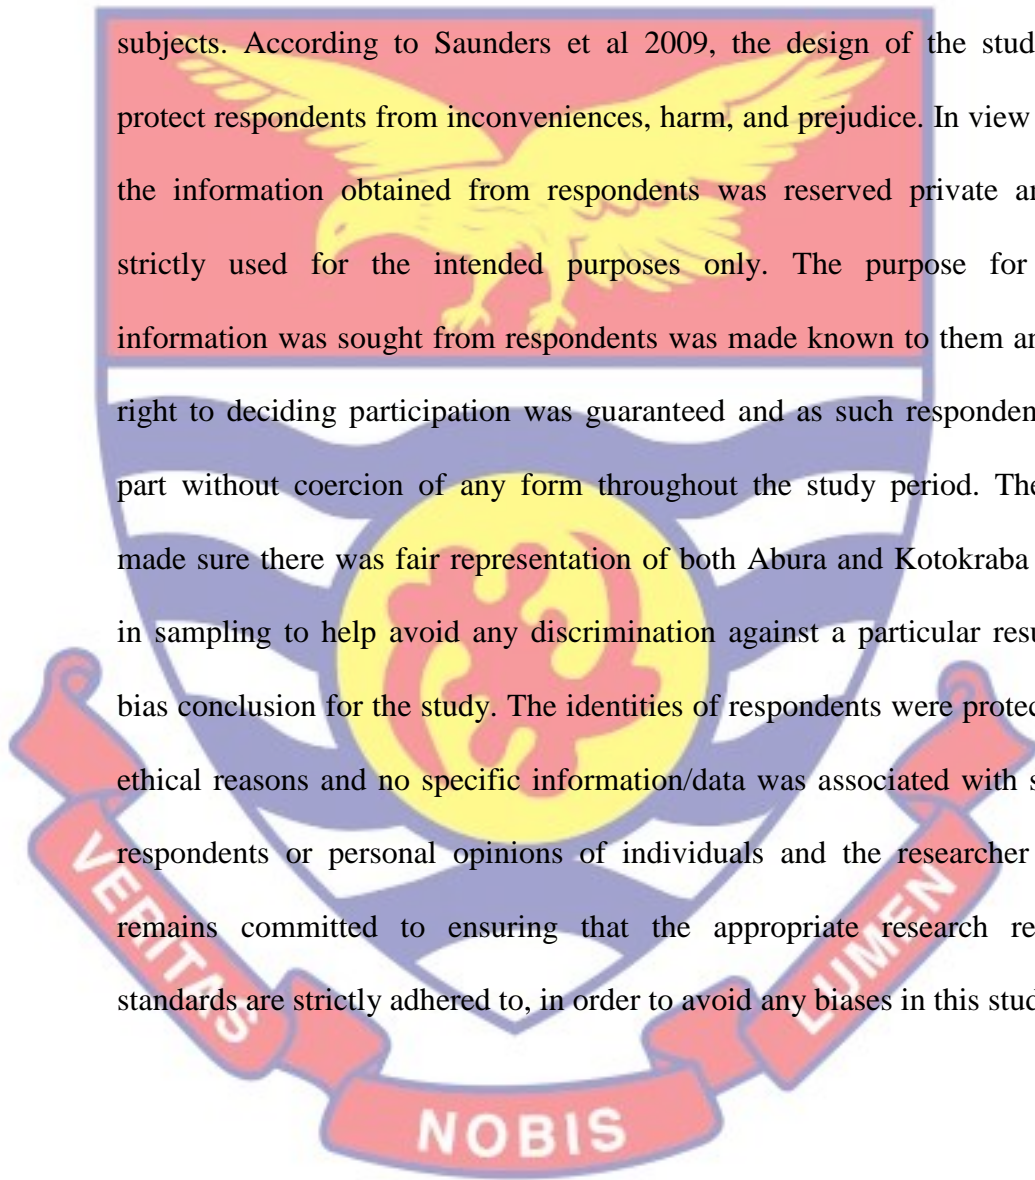 subjects. According to Saunders et al 2009, the design of the stud
protect respondents from inconveniences, harm, and prejudice. In view
the information obtained from respondents was reserved private a
strictly used for the intended purposes only. The purpose for
information was sought from respondents was made known to them a
right to deciding participation was guaranteed and as such responden
part without coercion of any form throughout the study period. The
made sure there was fair representation of both Abura and Kotokraba
in sampling to help avoid any discrimination against a particular resu
bias conclusion for the study. The identities of respondents were protec
ethical reasons and no specific information/data was associated with s
respondents or personal opinions of individuals and the researcher
remains committed to ensuring that the appropriate research re
standards are strictly adhered to, in order to avoid any biases in this stud
VERITAS
NOBIS
LUMEN